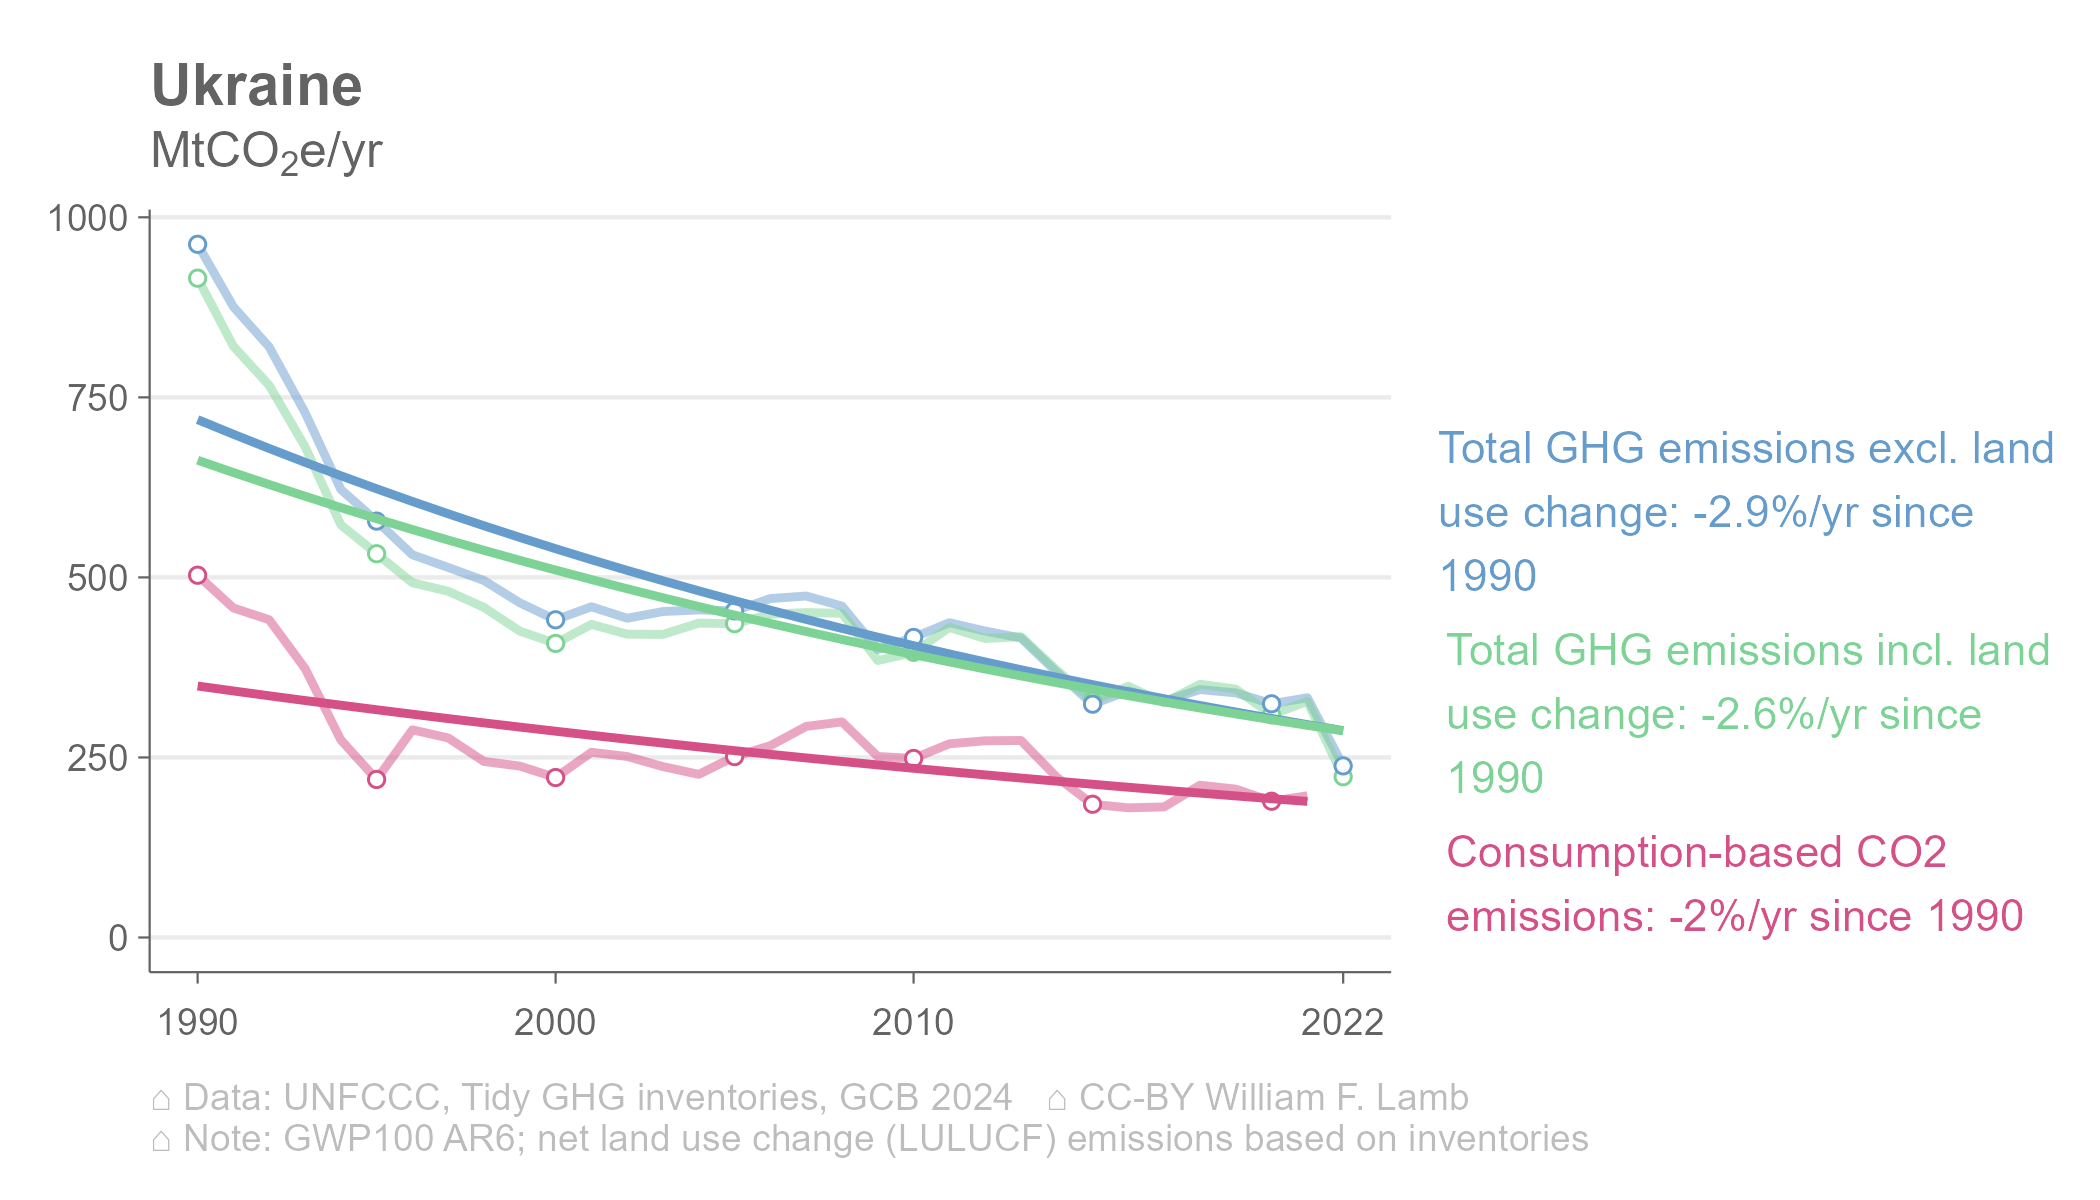 Ukraine
MtCO₂e/yr
1000
750
500
250
0
1990
2000
2010
2022
Total GHG emissions excl. land
use change: -2.9%/yr since
1990
Total GHG emissions incl. land
use change: -2.6%/yr since
1990
Consumption-based CO2
emissions: -2%/yr since 1990
⌂ Data: UNFCCC, Tidy GHG inventories, GCB 2024 ⌂ CC-BY William F. Lamb
⌂ Note: GWP100 AR6; net land use change (LULUCF) emissions based on inventories